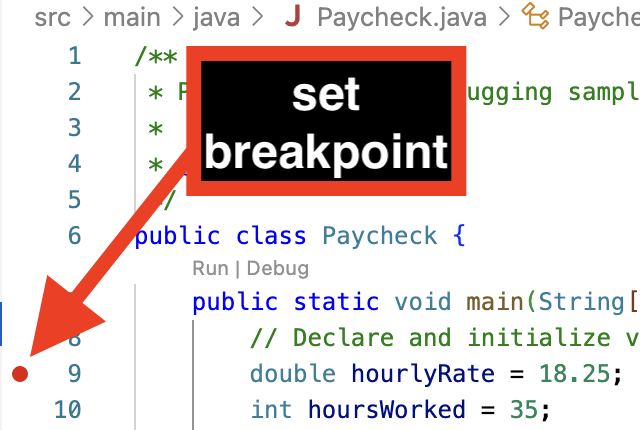 src > main > java > J Paycheck.java > Payche
1 /**
2 * ugging sampl
set
breakpoint
3 *
4 *
5 */
6 public class Paycheck {
Run | Debug
public static void main(String[
8 // Declare and initialize v
9 double hourlyRate = 18.25;
10 int hoursWorked = 35;